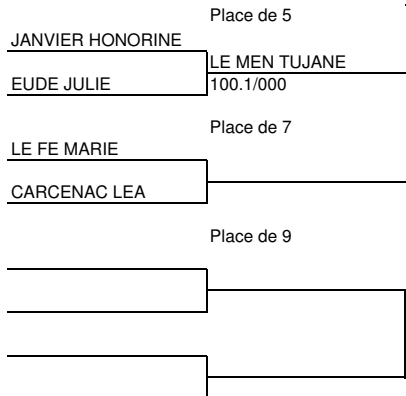 Place de 5
JANVIER HONORINE
LE MEN TUJANE
EUDE JULIE
100.1/000
Place de 7
LE FE MARIE
CARCENAC LEA
Place de 9